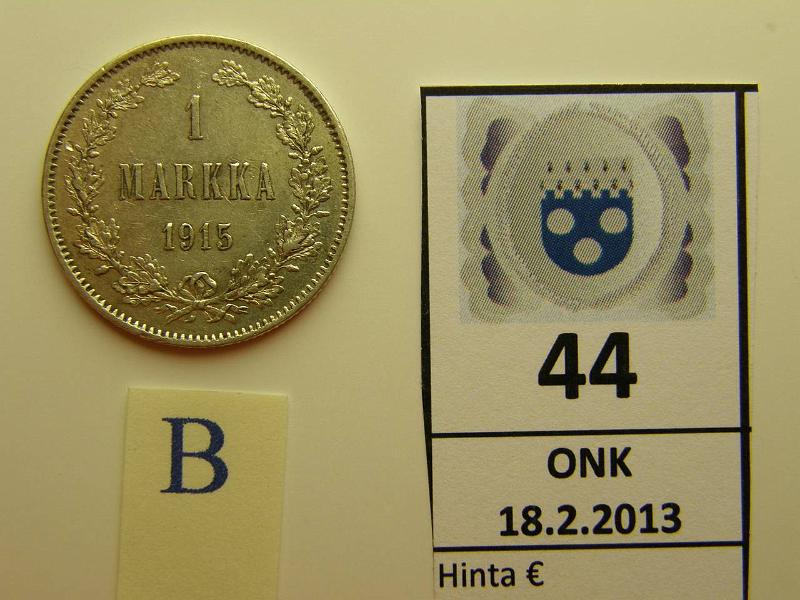 1
MARKKA
1915
B
44
ONK
18.2.2013
Hinta €